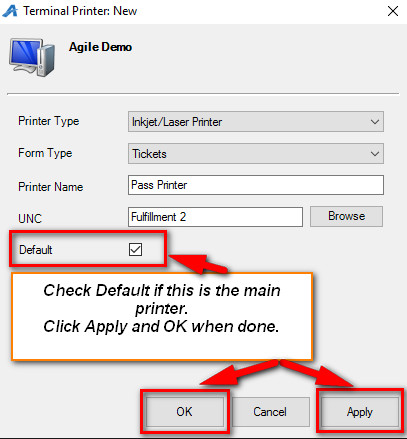 Terminal Printer: New
Agile Demo
Printer Type Inkjet/Laser Printer
Form Type Tickets
Printer Name Pass Printer
UNC Fulfillment 2 Browse
Default
Check Default if this is the main
printer.
Click Apply and OK when done.
OK Cancel Apply